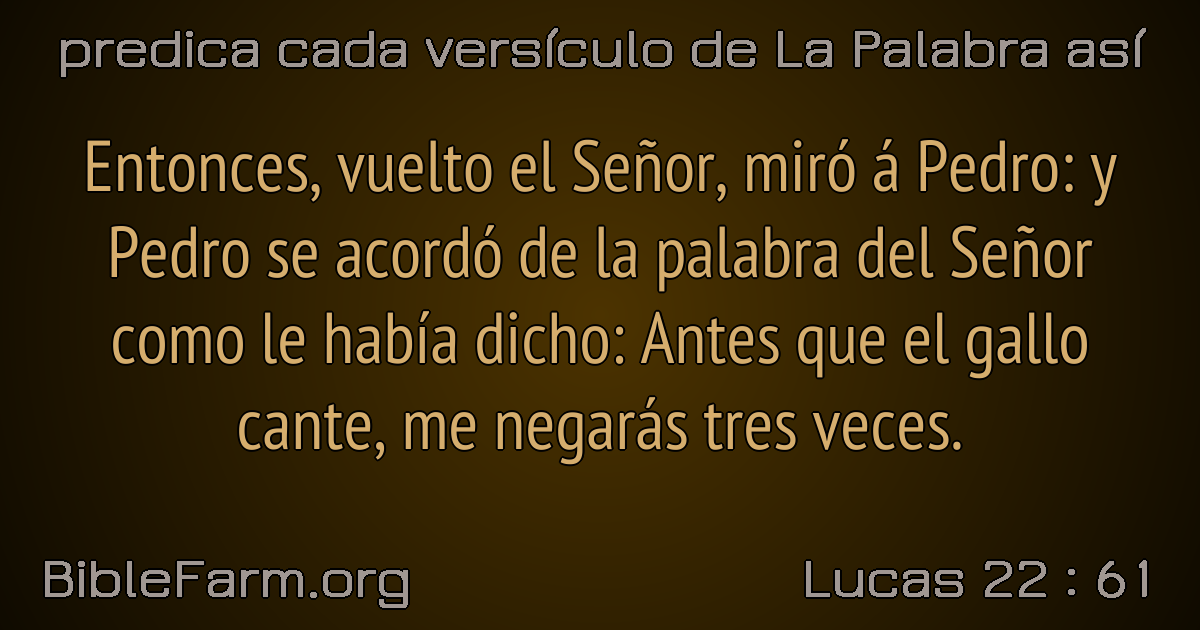 predica cada versículo de La Palabra así
Entonces, vuelto el Señor, miró á Pedro: y
Pedro se acordó de la palabra del Señor
como le había dicho: Antes que el gallo
cante, me negarás tres veces.
BibleFarm.org
Lucas 22 : 61